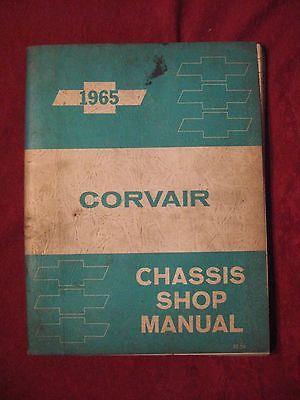 1965
CORVAIR
CHASSIS
SHOP
MANUAL